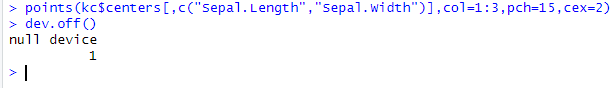 > points(kc$centers[,c("Sepal.Length","Sepal.Width")],col=1:3,pch=15,cex=2)
> dev.off()
null device
          1
>